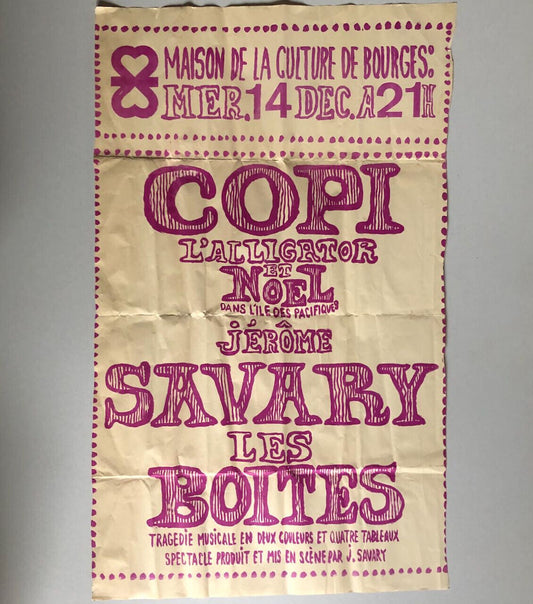 MAISON DE LA CULTURE DE BOURGES:
MER. 14 DEC. A 21H
COPI
L'ALLIGATOR
ET
NOËL
DANS L'ILE DES PACIFIQUES
JÉRÔME
SAVARY
LES
BOITES
TRAGEDIE MUSICALE EN DEUX COULEURS ET QUATRE TABLEAUX
SPECTACLE PRODUIT ET MIS EN SCÈNE PAR J. SAVARY